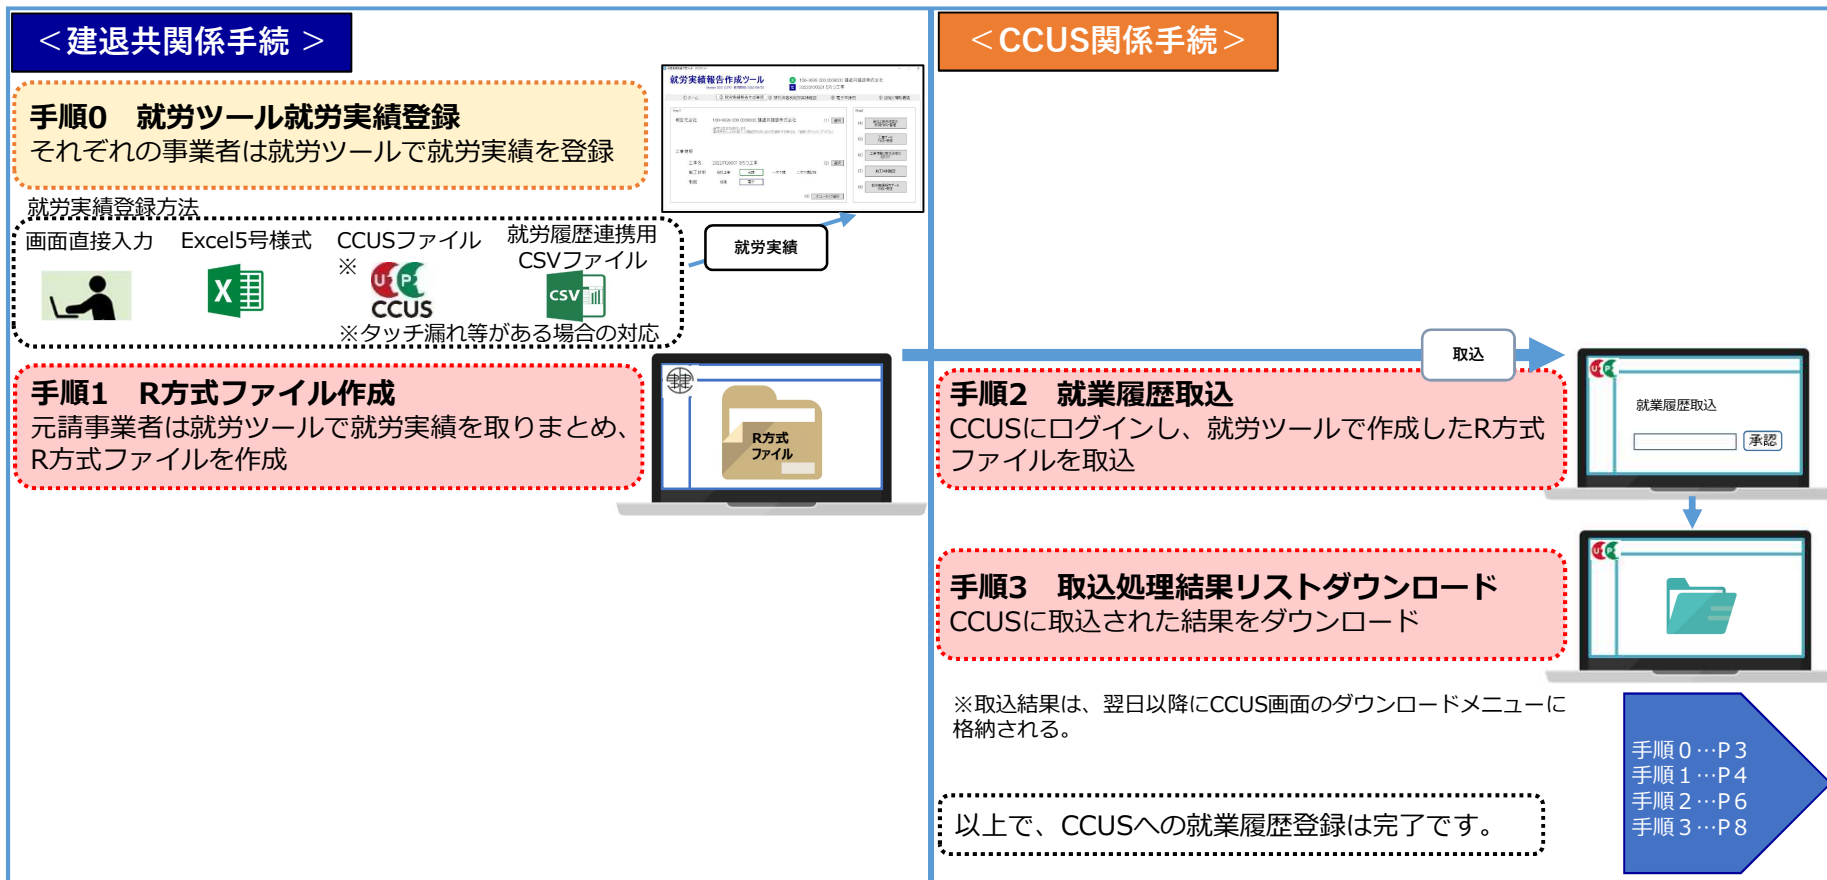 ＜建退共関係手続 ＞
手順0　就労ツール就労実績登録
それぞれの事業者は就労ツールで就労実績を登録
就労実績報告作成ツール
就労実績登録方法
画面直接入力
Excel5号様式
CCUSファイル
※
就労履歴連携用
CSVファイル
X
CCUS
CSV
※タッチ漏れ等がある場合の対応
就労実績
手順1　R方式ファイル作成
元請事業者は就労ツールで就労実績を取りまとめ、
R方式ファイルを作成
R方式
ファイル
＜CCUS関係手続＞
取込
手順2　就業履歴取込
CCUSにログインし、就労ツールで作成したR方式
ファイルを取込
就業履歴取込
承認
手順3　取込処理結果リストダウンロード
CCUSに取込された結果をダウンロード
※取込結果は、翌日以降にCCUS画面のダウンロードメニューに
格納される。
以上で、CCUSへの就業履歴登録は完了です。
手順０…P３
手順１…P４
手順２…P６
手順３…P８